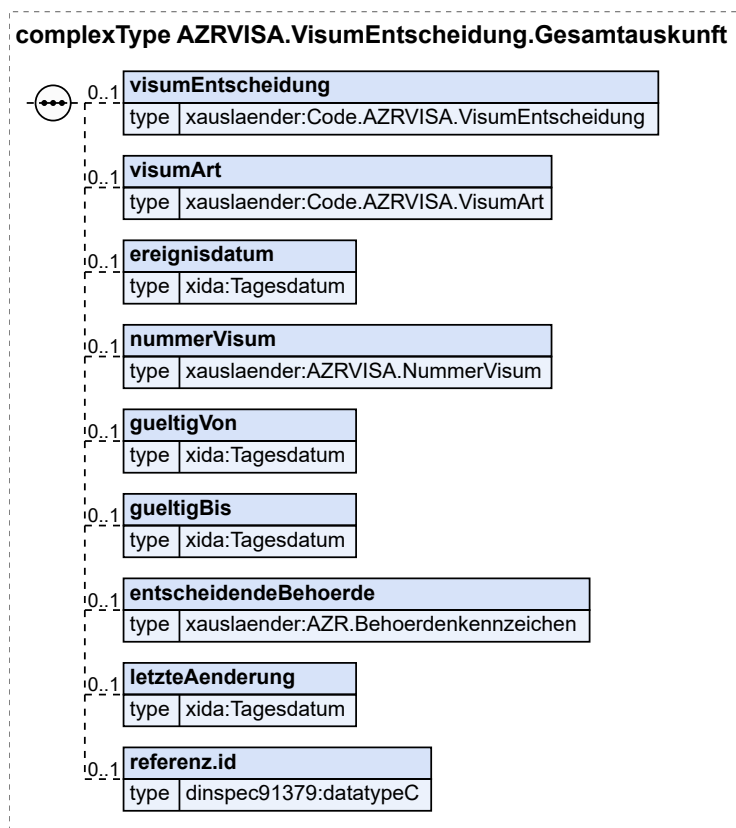 complexType AZRVISA.VisumEntscheidung.Gesamtauskunft
0..1 visumEntscheidung
type xauslaender:Code.AZRVISA.VisumEntscheidung
0..1 visumArt
type xauslaender:Code.AZRVISA.VisumArt
0..1 ereignisdatum
type xida:Tagesdatum
0..1 nummerVisum
type xauslaender:AZRVISA.NummerVisum
0..1 gueltigVon
type xida:Tagesdatum
0..1 gueltigBis
type xida:Tagesdatum
0..1 entscheidendeBehoerde
type xauslaender:AZR.Behoerdenkennzeichen
0..1 letzteAenderung
type xida:Tagesdatum
0..1 referenz.id
type dinspec91379:datatypeC